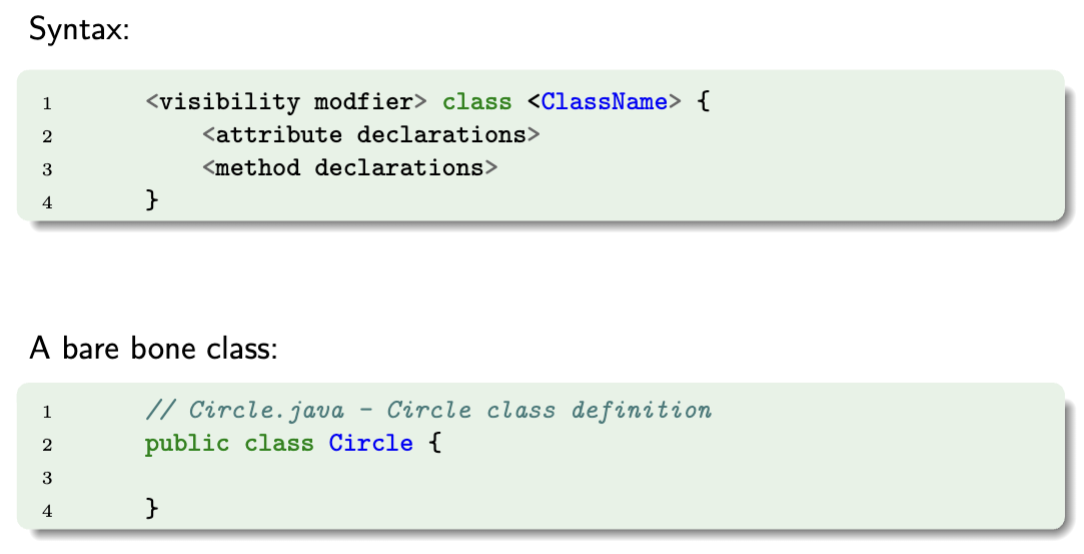 Syntax:
1 <visibility modfier> class <ClassName> {
2 <attribute declarations>
3 <method declarations>
4 }
A bare bone class:
1 // Circle.java - Circle class definition
2 public class Circle {
3
4 }